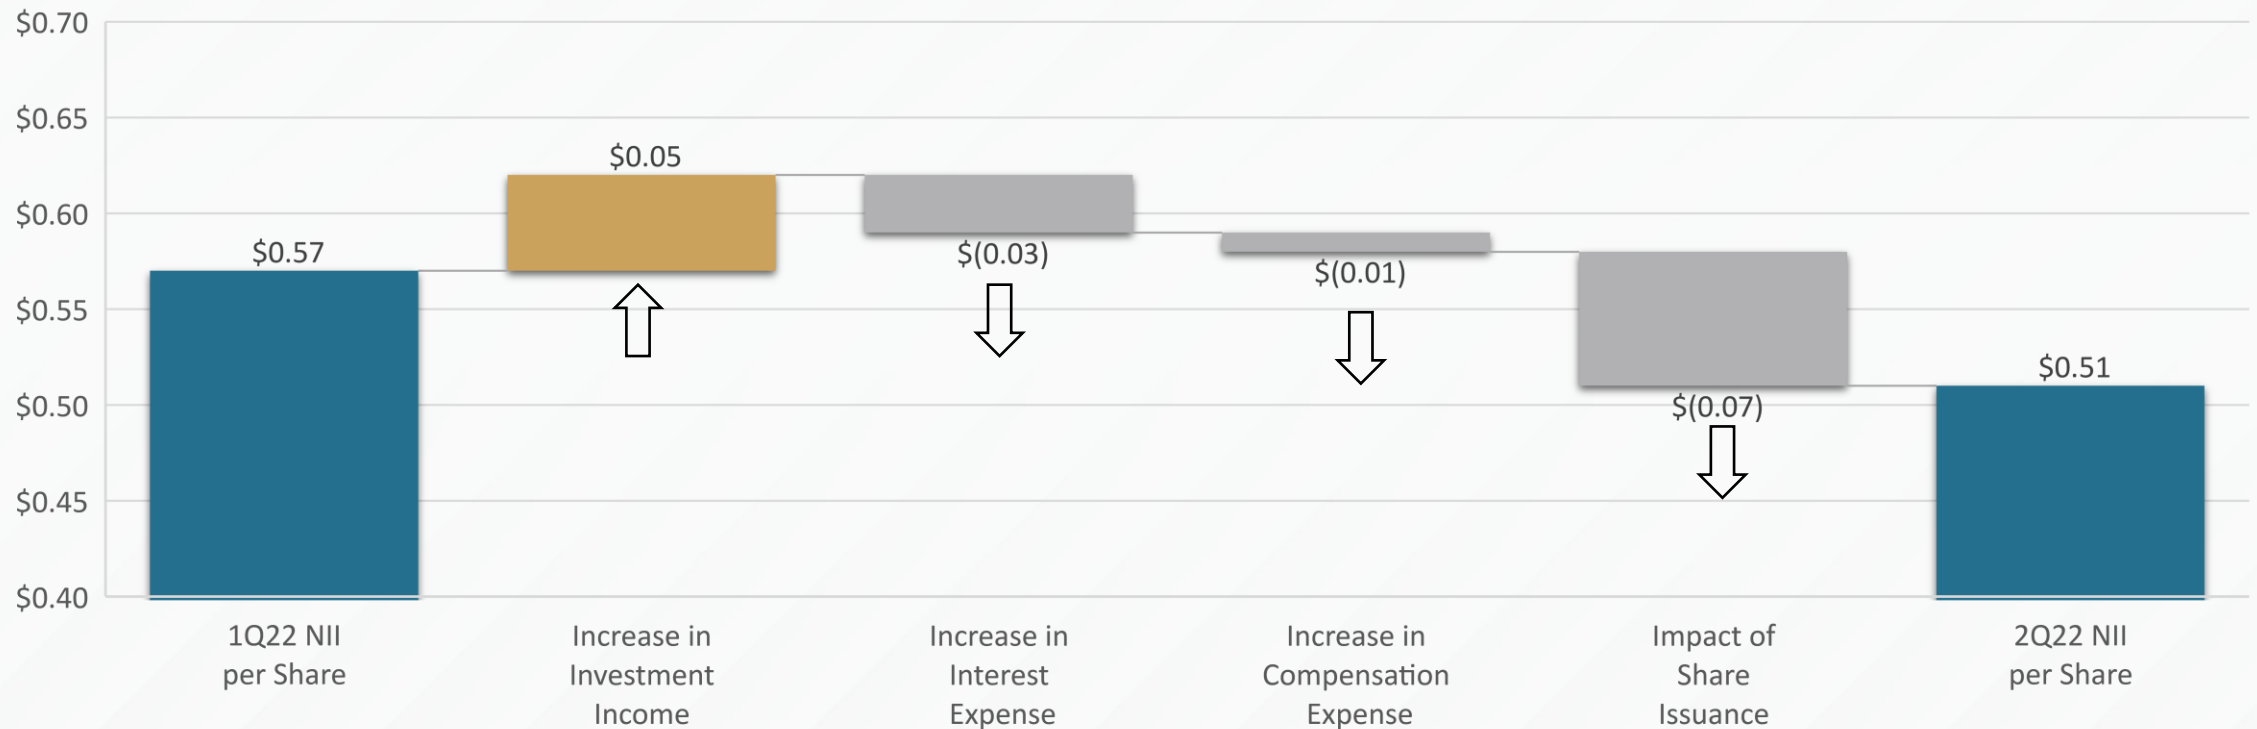 $0.70
$0.65
$0.60
$0.55
$0.50
$0.45
$0.40
$0.57
$0.05
$(0.03)
$(0.01)
$(0.07)
$0.51
1Q22 NII
per Share
Increase in
Investment
Income
Increase in
Interest
Expense
Increase in
Compensation
Expense
Impact of
Share
Issuance
2Q22 NII
per Share